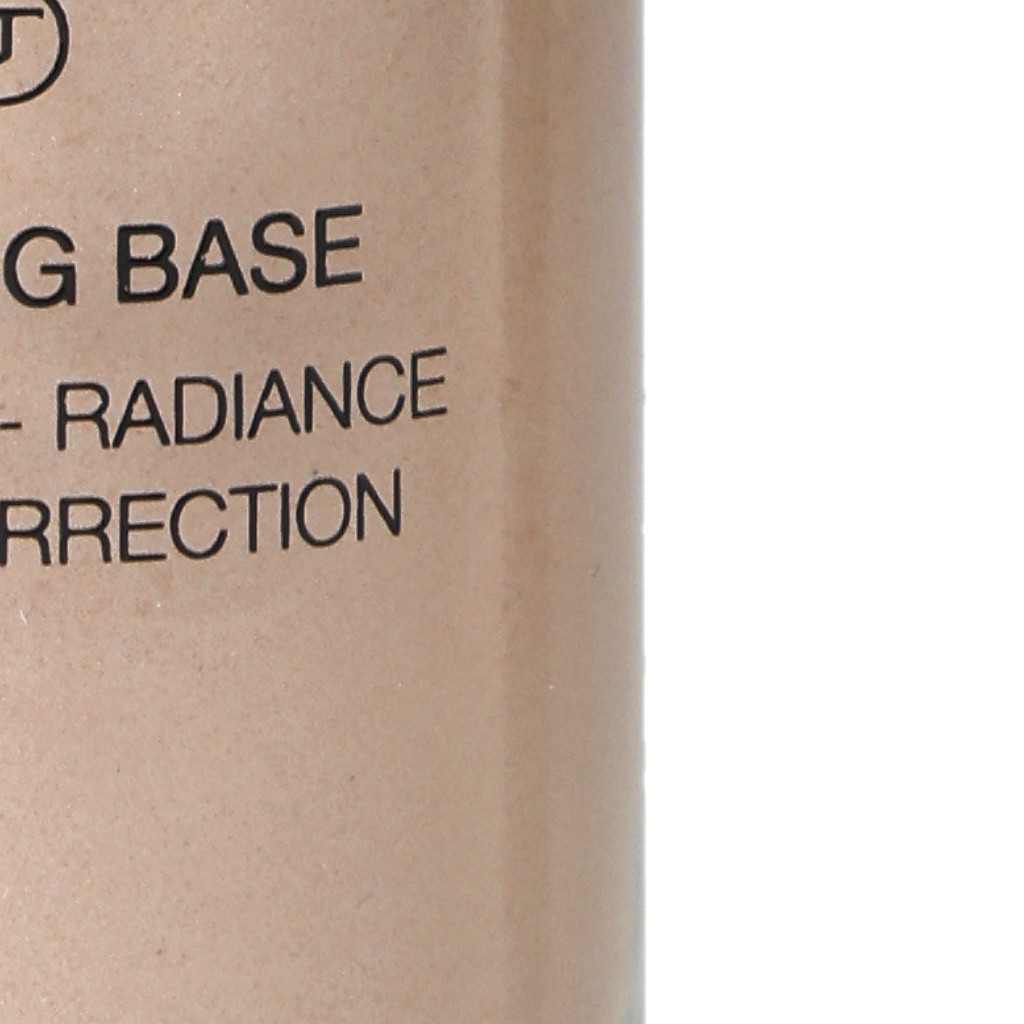 G BASE
- RADIANCE
RRECTION